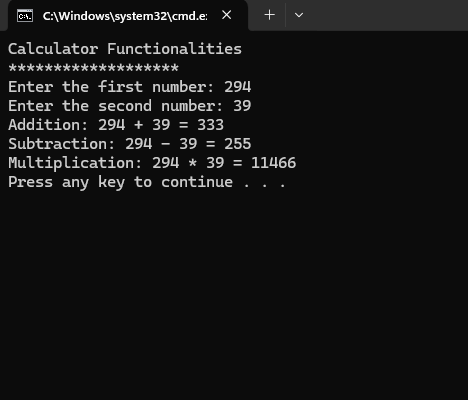 C:\Windows\system32\cmd.e
Calculator Functionalities
*******************
Enter the first number: 294
Enter the second number: 39
Addition: 294 + 39 = 333
Subtraction: 294 - 39 = 255
Multiplication: 294 * 39 = 11466
Press any key to continue . . .